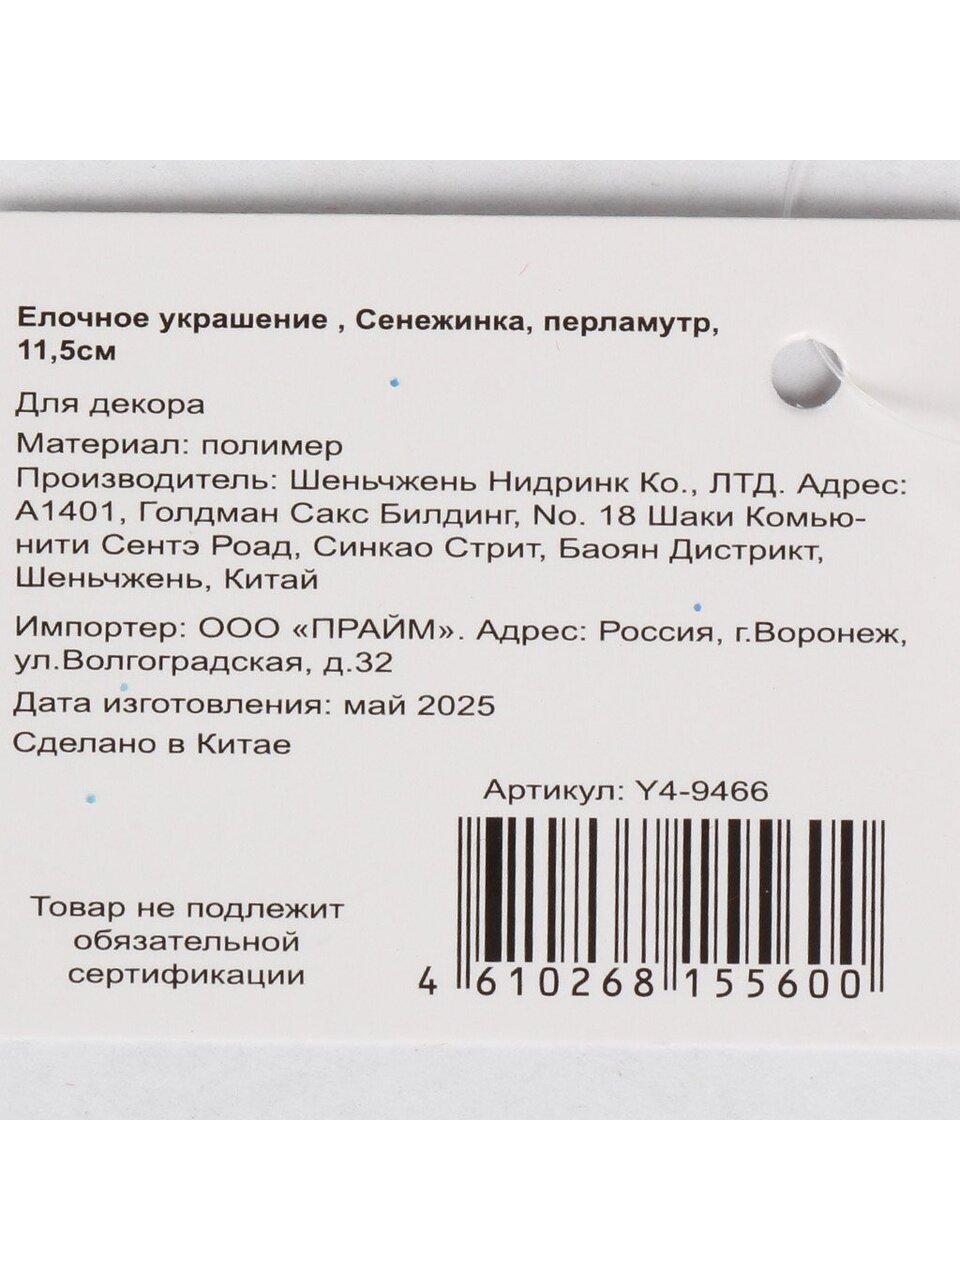 Елочное украшение , Сенежинка, перламутр,
11,5см
Для декора
Материал: полимер
Производитель: Шеньчжень Нидринк Ко., ЛТД. Адрес:
А1401, Голдман Сакс Билдинг, No. 18 Шаки Комью-
нити Сентэ Роад, Синкао Стрит, Баоян Дистрикт,
Шеньчжень, Китай
Импортер: ООО «ПРАЙМ». Адрес: Россия, г.Воронеж,
ул.Волгоградская, д.32
Дата изготовления: май 2025
Сделано в Китае
Артикул: Y4-9466
Товар не подлежит
обязательной
сертификации
4 610268 155600